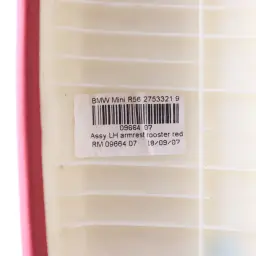 BMW Mini R56 2753321.9
09664 07
Assy LH armrest rooster red
RM 09664 07 18/09/07